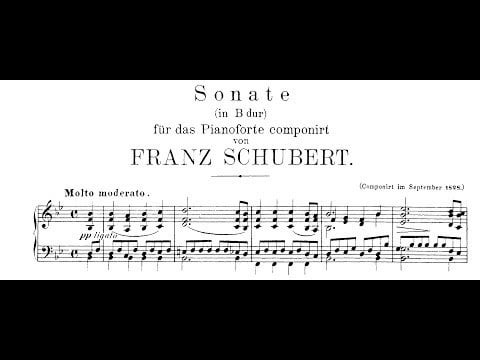 Sonate
(in B dur)
für das Pianoforte componirt
von
FRANZ SCHUBERT.
(Componirt im September 1828.)
Molto moderato.
pp ligato